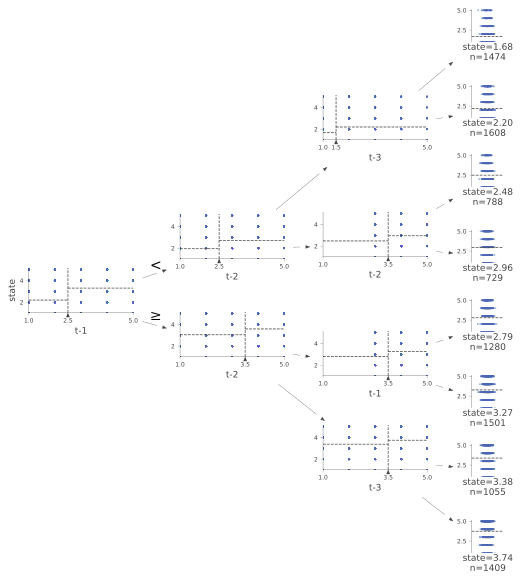 5.0
2.5
state=1.68
n=1474
5.0
2.5
state=2.20
n=1608
4
2
1.0 1.5 5.0
t-3
5.0
2.5
state=2.48
n=788
4
2
1.0 2.5 5.0
t-2
<
4
2
1.0 3.5 5.0
t-2
5.0
2.5
state=2.96
n=729
state
4
2
1.0 2.5 5.0
t-1
≥
4
2
1.0 3.5 5.0
t-2
5.0
2.5
state=2.79
n=1280
4
2
1.0 3.5 5.0
t-1
5.0
2.5
state=3.27
n=1501
4
2
1.0 3.5 5.0
t-3
5.0
2.5
state=3.38
n=1055
5.0
2.5
state=3.74
n=1409